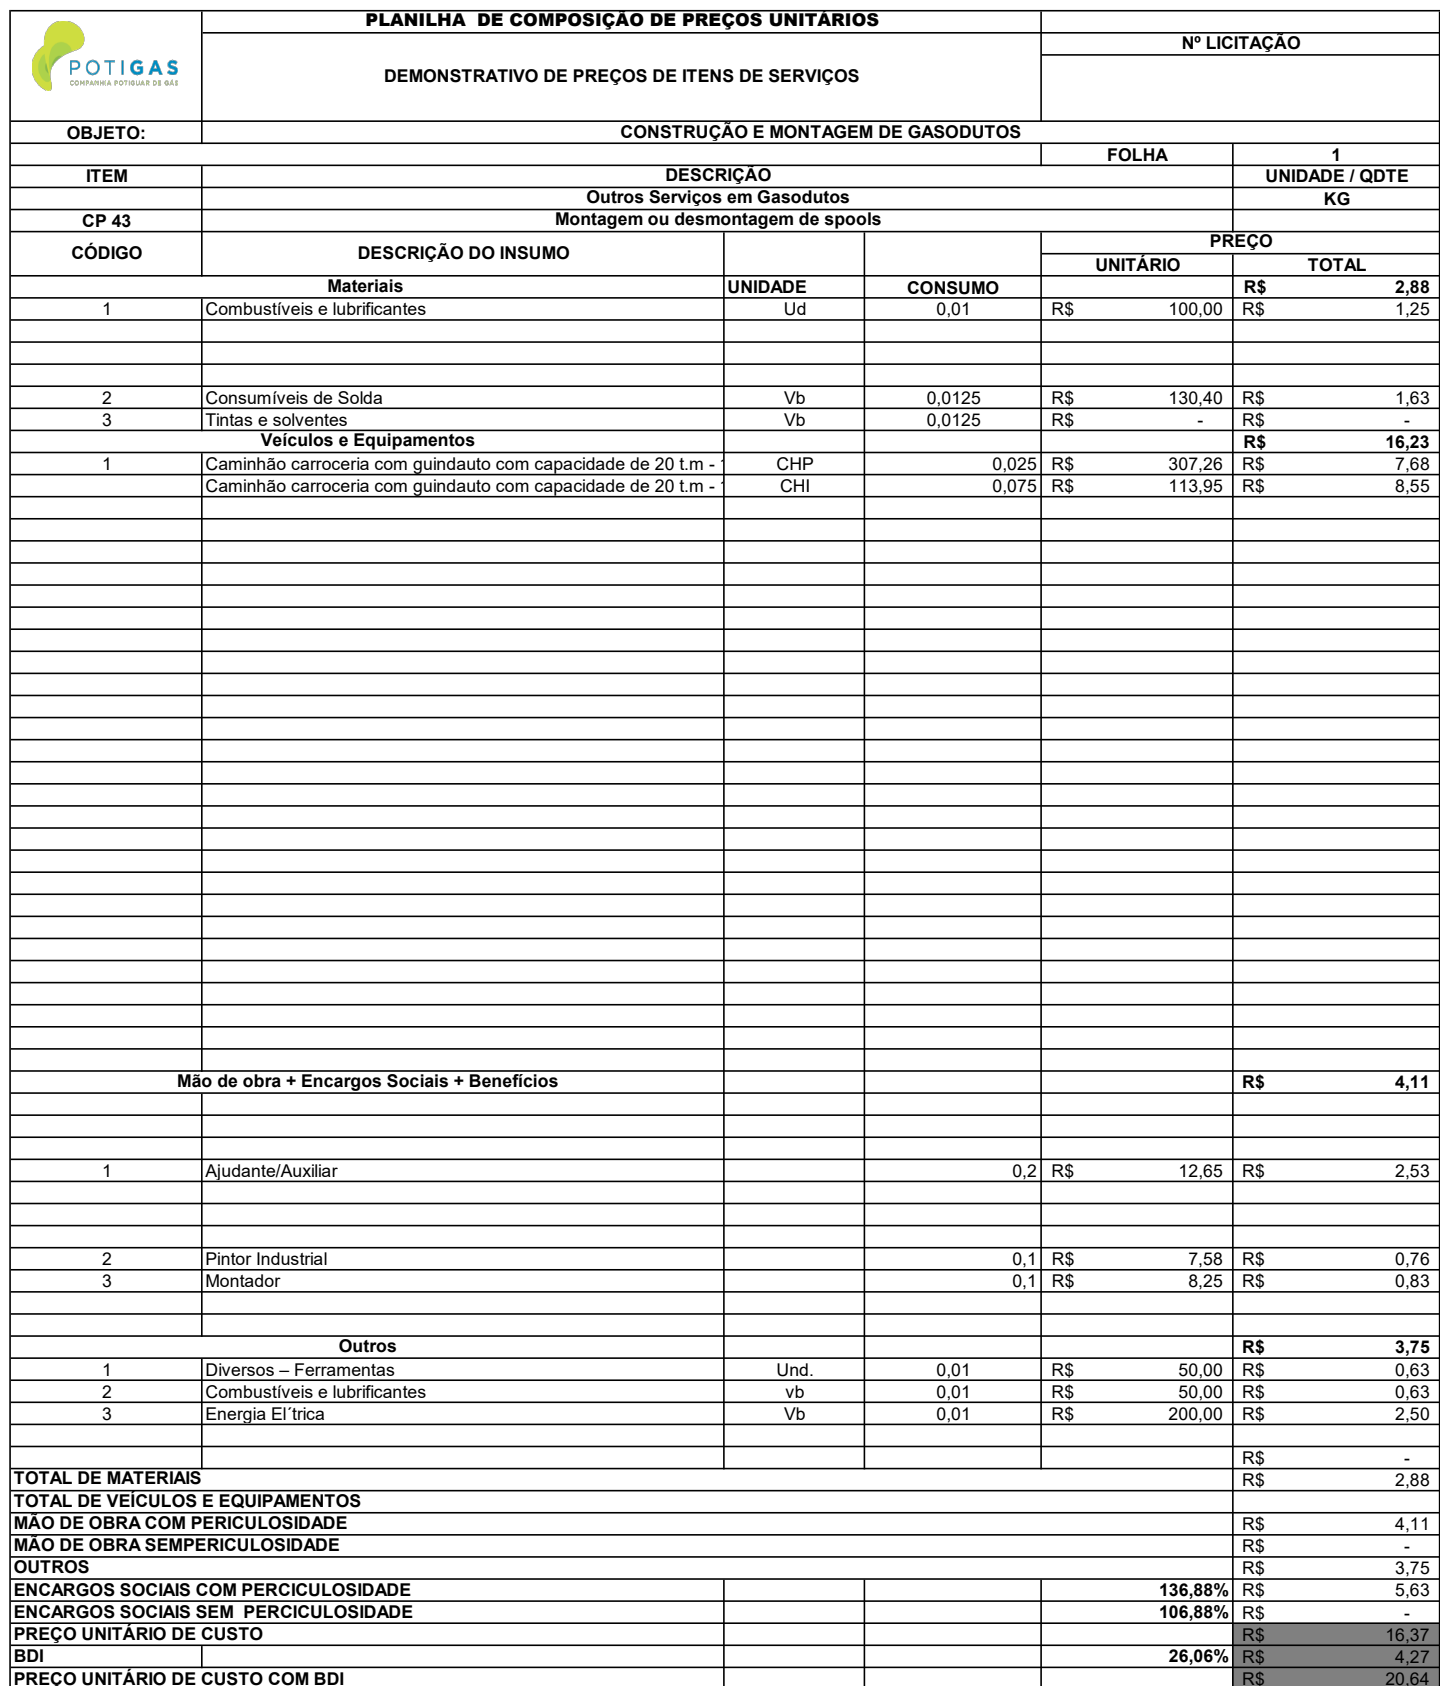 PLANILHA DE COMPOSIÇÃO DE PREÇOS UNITÁRIOS
Nº LICITAÇÃO
POTIGAS
COMPANHIA POTIGUAR DE GÁS
DEMONSTRATIVO DE PREÇOS DE ITENS DE SERVIÇOS
OBJETO: CONSTRUÇÃO E MONTAGEM DE GASODUTOS
FOLHA 1
ITEM DESCRIÇÃO UNIDADE / QDTE
Outros Serviços em Gasodutos KG
CP 43 Montagem ou desmontagem de spools
CÓDIGO DESCRIÇÃO DO INSUMO PREÇO
UNITÁRIO TOTAL
Materiais UNIDADE CONSUMO R$ 2,88
1 Combustíveis e lubrificantes Ud 0,01 R$ 100,00 R$ 1,25
2 Consumíveis de Solda Vb 0,0125 R$ 130,40 R$ 1,63
3 Tintas e solventes Vb 0,0125 R$ - R$ -
Veículos e Equipamentos R$ 16,23
1 Caminhão carroceria com guindauto com capacidade de 20 t.m - CHP 0,025 R$ 307,26 R$ 7,68
Caminhão carroceria com guindauto com capacidade de 20 t.m - CHI 0,075 R$ 113,95 R$ 8,55
Mão de obra + Encargos Sociais + Benefícios R$ 4,11
1 Ajudante/Auxiliar 0,2 R$ 12,65 R$ 2,53
2 Pintor Industrial 0,1 R$ 7,58 R$ 0,76
3 Montador 0,1 R$ 8,25 R$ 0,83
Outros R$ 3,75
1 Diversos – Ferramentas Und. 0,01 R$ 50,00 R$ 0,63
2 Combustíveis e lubrificantes vb 0,01 R$ 50,00 R$ 0,63
3 Energia El´trica Vb 0,01 R$ 200,00 R$ 2,50
R$ -
TOTAL DE MATERIAIS R$ 2,88
TOTAL DE VEÍCULOS E EQUIPAMENTOS
MÃO DE OBRA COM PERICULOSIDADE R$ 4,11
MÃO DE OBRA SEMPERICULOSIDADE R$ -
OUTROS R$ 3,75
ENCARGOS SOCIAIS COM PERCICULOSIDADE 136,88% R$ 5,63
ENCARGOS SOCIAIS SEM PERCICULOSIDADE 106,88% R$ -
PREÇO UNITÁRIO DE CUSTO R$ 16,37
BDI 26,06% R$ 4,27
PREÇO UNITÁRIO DE CUSTO COM BDI R$ 20,64